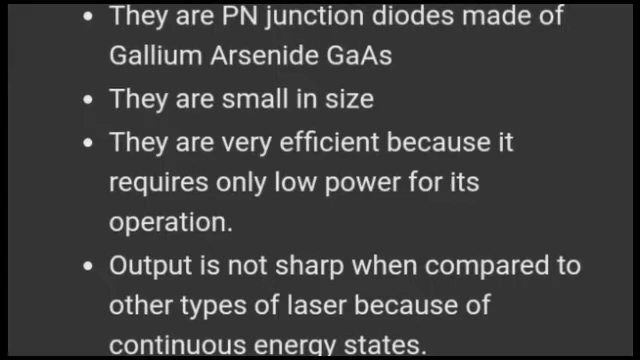 • They are PN junction diodes made of
Gallium Arsenide GaAs
• They are small in size
• They are very efficient because it
requires only low power for its
operation.
• Output is not sharp when compared to
other types of laser because of
continuous energy states.